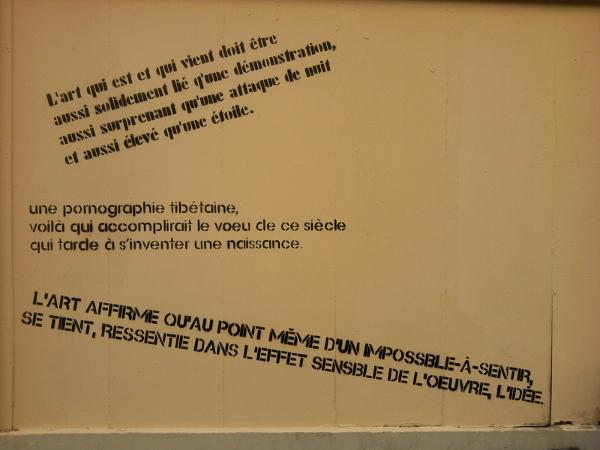 L'art qui est et qui vient doit être
aussi solidement lié q'une démonstration,
aussi surprenant qu'une attaque de nuit
et aussi élevé qu'une étoile.
une pornographie tibétaine,
voilà qui accomplirait le voeu de ce siècle
qui tarde à s'inventer une naissance.
L'ART AFFIRME QU'AU POINT MÊME D'UN IMPOSSBLE-À-SENTIR,
SE TIENT, RESSENTIE DANS L'EFFET SENSBLE DE L'OEUVRE, L'IDÉE.